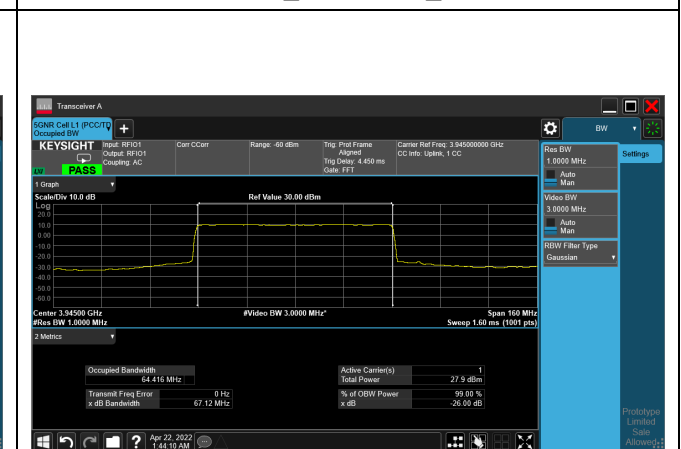 Transceiver A
5GNR Cell L1 (PCC/TD
Occupied BW
+
BW
KEYSIGHT
Input: RFIO1
Output: RFIO1
Coupling: AC
Corr CCorr
Range: -60 dBm
Trig: Prot Frame
Aligned
Trig Delay: 4.450 ms
Gate: FFT
Carrier Ref Freq: 3.945000000 GHz
CC Info: Uplink, 1 CC
PASS
Res BW
1.0000 MHz
Auto
Man
Settings
Video BW
3.0000 MHz
Auto
Man
RBW Filter Type
Gaussian
1 Graph
Scale/Div 10.0 dB
Ref Value 30.00 dBm
Log
20.0
10.0
0.00
-10.0
-20.0
-30.0
-40.0
-50.0
-60.0
Center 3.94500 GHz
#Video BW 3.0000 MHz*
Span 160 MHz
#Res BW 1.0000 MHz
Sweep 1.60 ms (1001 pts)
2 Metrics
Occupied Bandwidth
64.416 MHz
Active Carrier(s) 1
Total Power 27.9 dBm
Transmit Freq Error 0 Hz
x dB Bandwidth 67.12 MHz
% of OBW Power 99.00 %
x dB -26.00 dB
Prototype
Limited
Sale
Allowed
Apr 22, 2022
1:44:10 AM